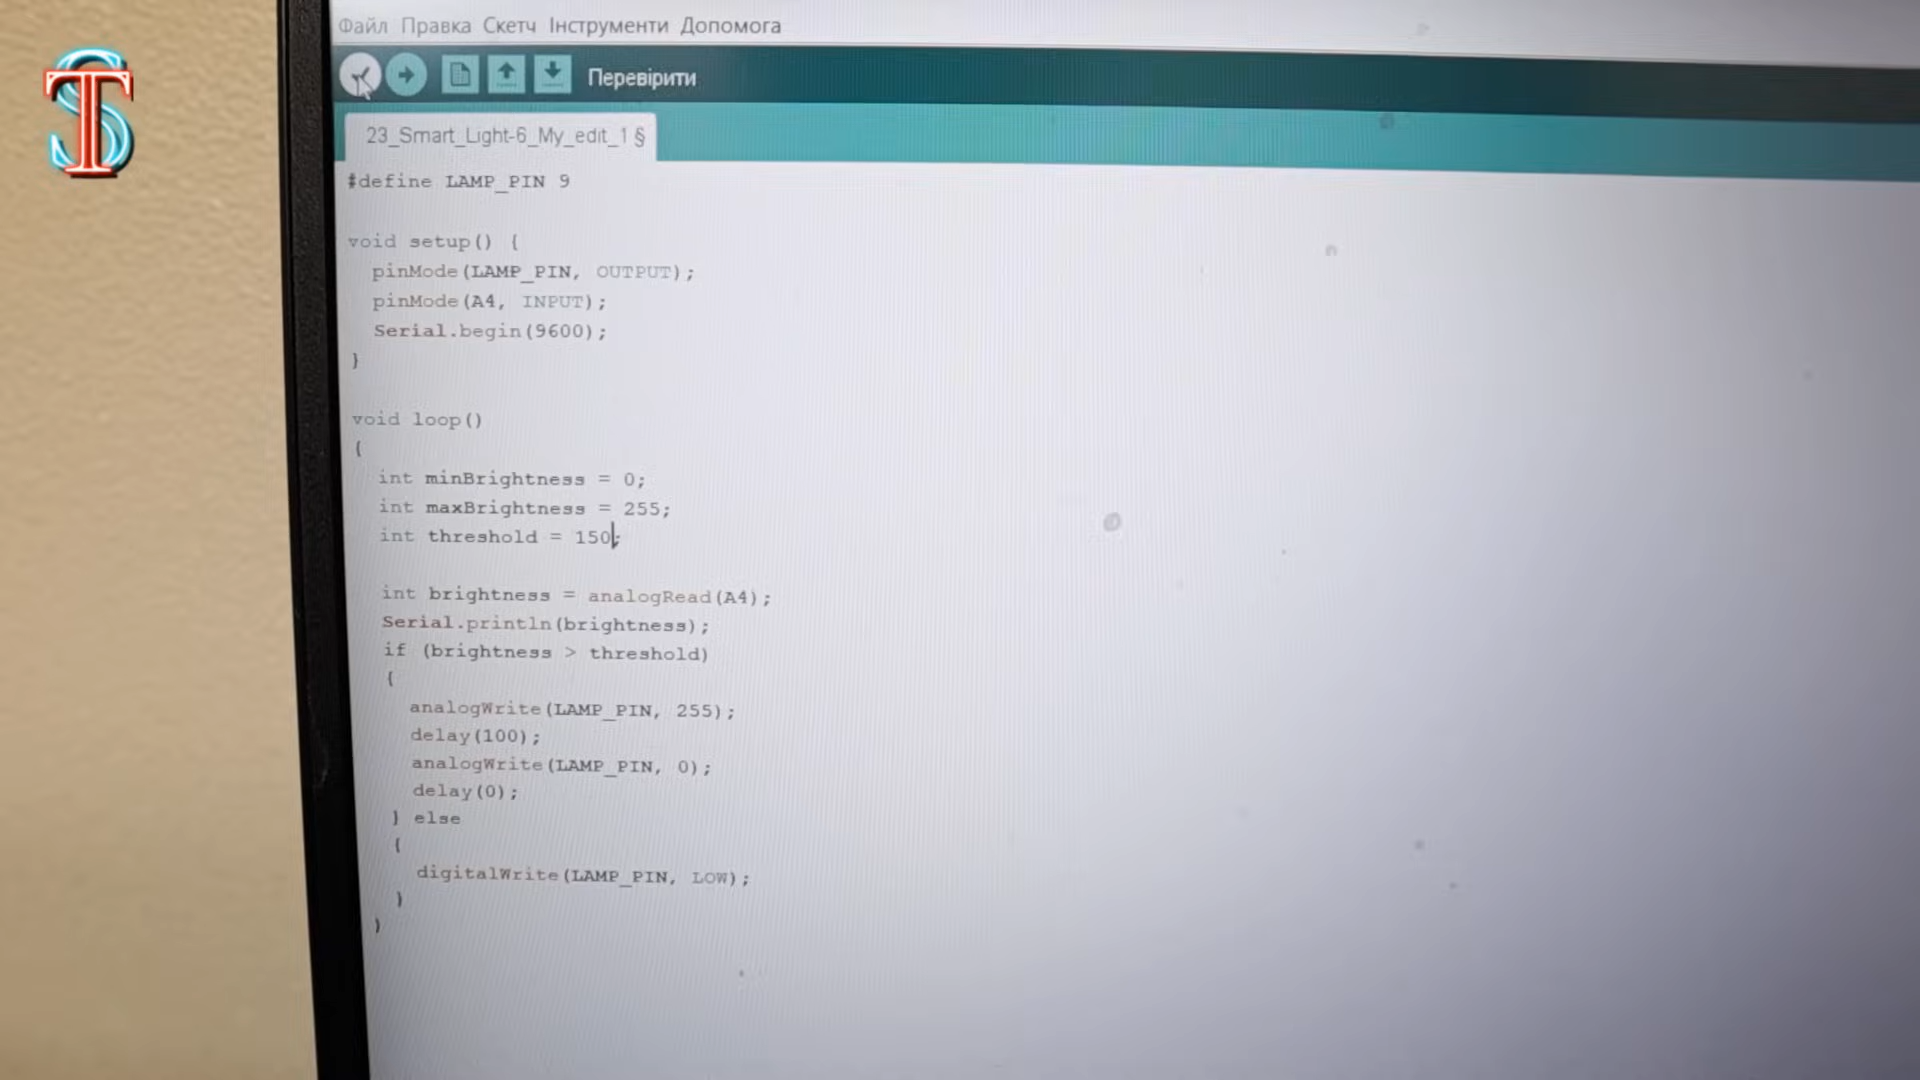 ST
Файл Правка Скетч Інструменти Допомога
Перевірити
23_Smart_Light-6_My_edit_1 §
#define LAMP_PIN 9
void setup() {
pinMode(LAMP_PIN, OUTPUT);
pinMode(A4, INPUT);
Serial.begin(9600);
}
void loop()
{
int minBrightness = 0;
int maxBrightness = 255;
int threshold = 150;
int brightness = analogRead(A4);
Serial.println(brightness);
if (brightness > threshold)
{
analogWrite(LAMP_PIN, 255);
delay(100);
analogWrite(LAMP_PIN, 0);
delay(0);
} else
{
digitalWrite(LAMP_PIN, LOW);
}
}